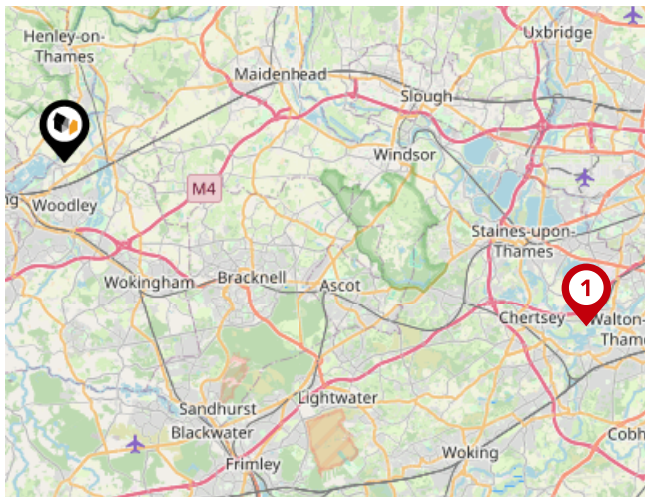 Henley-on-
Thames
Uxbridge
Maidenhead
Slough
Windsor
M4
ng
Woodley
Staines-upon-
Thames
Wokingham
Bracknell
Ascot
1
Chertsey
Walton-
Thame
Lightwater
Sandhurst
Blackwater
Cobh
Woking
Frimley